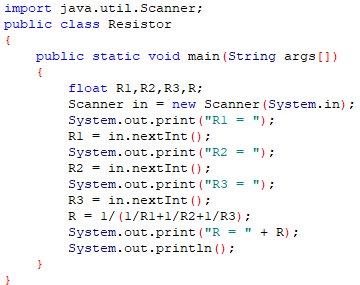 import java.util.Scanner;
public class Resistor
{
    public static void main(String args[])
    {
        float R1,R2,R3,R;
        Scanner in = new Scanner(System.in);
        System.out.print("R1 = ");
        R1 = in.nextInt();
        System.out.print("R2 = ");
        R2 = in.nextInt();
        System.out.print("R3 = ");
        R3 = in.nextInt();
        R = 1/(1/R1+1/R2+1/R3);
        System.out.print("R = " + R);
        System.out.println();
    }
}